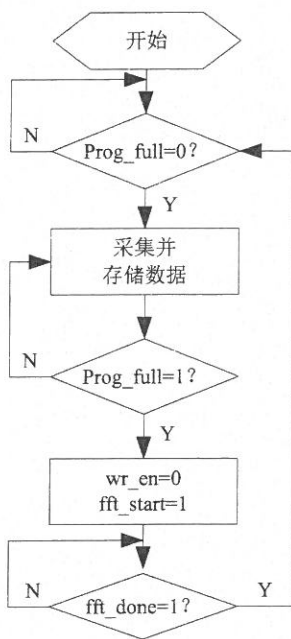 开始
N
Prog_full=0?
Y
采集并
存储数据
N
Prog_full=1?
Y
wr_en=0
fft_start=1
N
fft_done=1?
Y